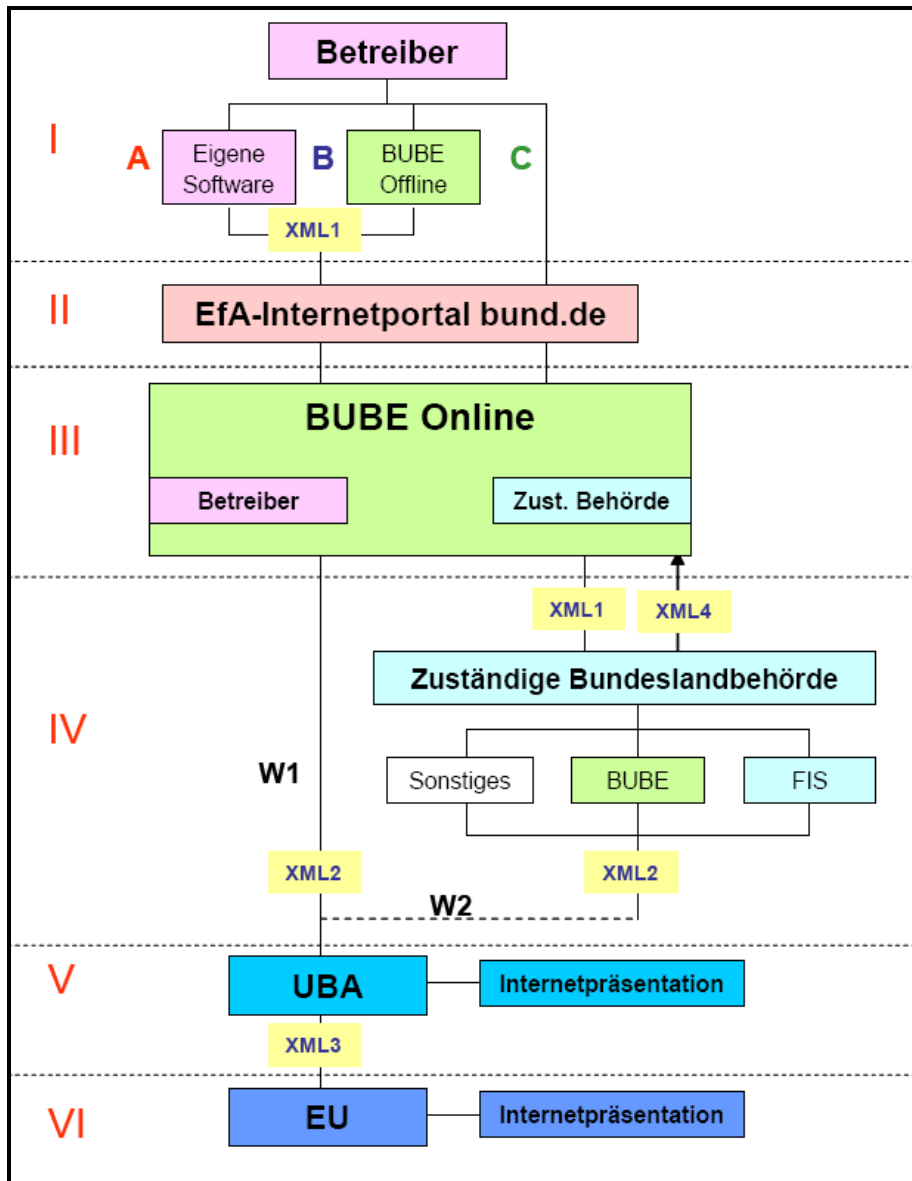 Betreiber
I
A
Eigene
Software
B
BUBE
Offline
C
XML1
II
EfA-Internetportal bund.de
III
BUBE Online
Betreiber
Zust. Behörde
XML1
XML4
Zuständige Bundeslandbehörde
IV
W1
Sonstiges
BUBE
FIS
XML2
XML2
W2
V
UBA
Internetpräsentation
XML3
VI
EU
Internetpräsentation